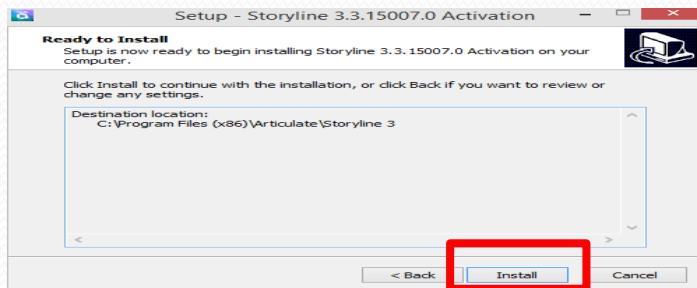 Setup - Storyline 3.3.15007.0 Activation
Ready to Install
Setup is now ready to begin installing Storyline 3.3.15007.0 Activation on your
computer.
Click Install to continue with the installation, or click Back if you want to review or
change any settings.
Destination location:
C:\Program Files (x86)\Articulate\Storyline 3
< Back Install Cancel